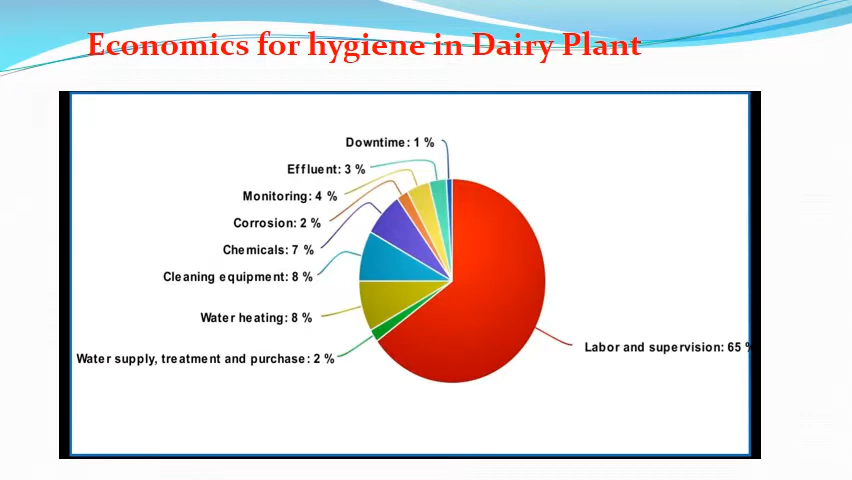 Economics for hygiene in Dairy Plant
Downtime: 1 %
Effluent: 3 %
Monitoring: 4 %
Corrosion: 2 %
Chemicals: 7 %
Cleaning equipment: 8 %
Water heating: 8 %
Labor and supervision: 65 %
Water supply, treatment and purchase: 2 %